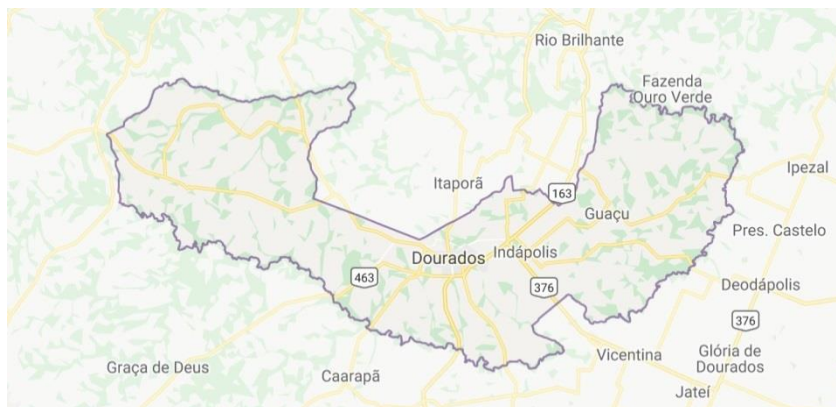 Rio Brilhante
Fazenda
Ouro Verde
Ipezal
Itaporã
163
Guaçu
Pres. Castelo
Indápolis
Dourados
463
376
Deodápolis
376
Vicentina
Glória de
Dourados
Graça de Deus
Caarapã
Jateí